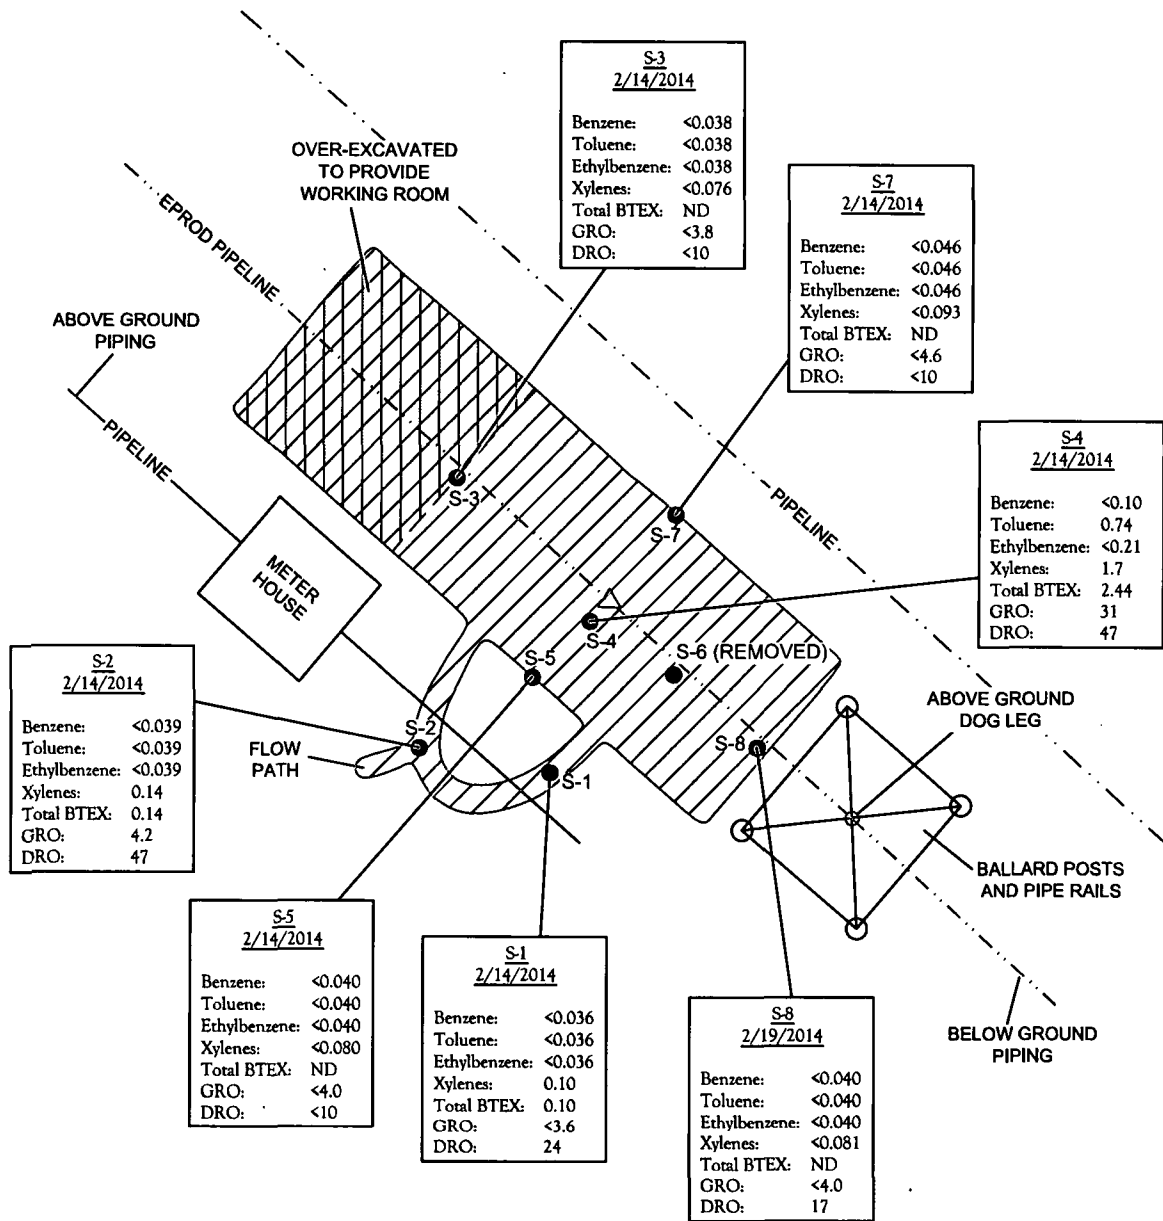 S-3
2/14/2014
Benzene: <0.038
Toluene: <0.038
Ethylbenzene: <0.038
Xylenes: <0.076
Total BTEX: ND
GRO: <3.8
DRO: <10
OVER-EXCAVATED
TO PROVIDE
WORKING ROOM
S-7
2/14/2014
Benzene: <0.046
Toluene: <0.046
Ethylbenzene: <0.046
Xylenes: <0.093
Total BTEX: ND
GRO: <4.6
DRO: <10
EPROD PIPELINE
ABOVE GROUND
PIPING
PIPELINE
S-4
2/14/2014
Benzene: <0.10
Toluene: 0.74
Ethylbenzene: <0.21
Xylenes: 1.7
Total BTEX: 2.44
GRO: 31
DRO: 47
S-3
S-7
PIPELINE
METER
HOUSE
S-4
S-5
S-6 (REMOVED)
S-2
2/14/2014
Benzene: <0.039
Toluene: <0.039
Ethylbenzene: <0.039
Xylenes: 0.14
Total BTEX: 0.14
GRO: 4.2
DRO: 47
S-2
FLOW
PATH
S-1
S-8
ABOVE GROUND
DOG LEG
BALLARD POSTS
AND PIPE RAILS
S-5
2/14/2014
Benzene: <0.040
Toluene: <0.040
Ethylbenzene: <0.040
Xylenes: <0.080
Total BTEX: ND
GRO: <4.0
DRO: <10
S-1
2/14/2014
Benzene: <0.036
Toluene: <0.036
Ethylbenzene: <0.036
Xylenes: 0.10
Total BTEX: 0.10
GRO: <3.6
DRO: 24
S-8
2/19/2014
Benzene: <0.040
Toluene: <0.040
Ethylbenzene: <0.040
Xylenes: <0.081
Total BTEX: ND
GRO: <4.0
DRO: 17
BELOW GROUND
PIPING